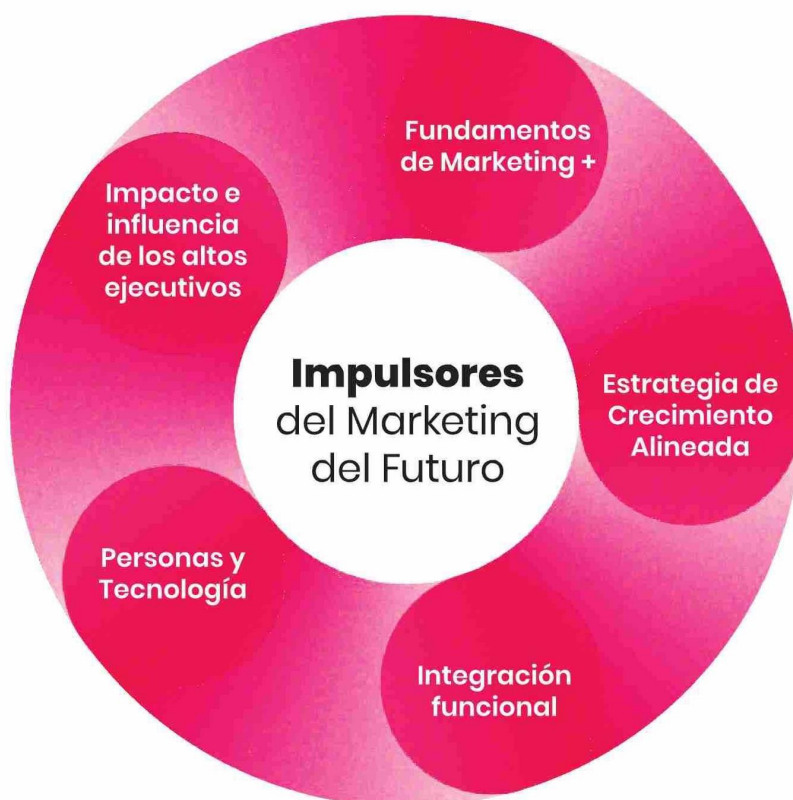 Fundamentos
de Marketing +
Impacto e
influencia
de los altos
ejecutivos
Impulsores
del Marketing
del Futuro
Estrategia de
Crecimiento
Alineada
Personas y
Tecnología
Integración
funcional